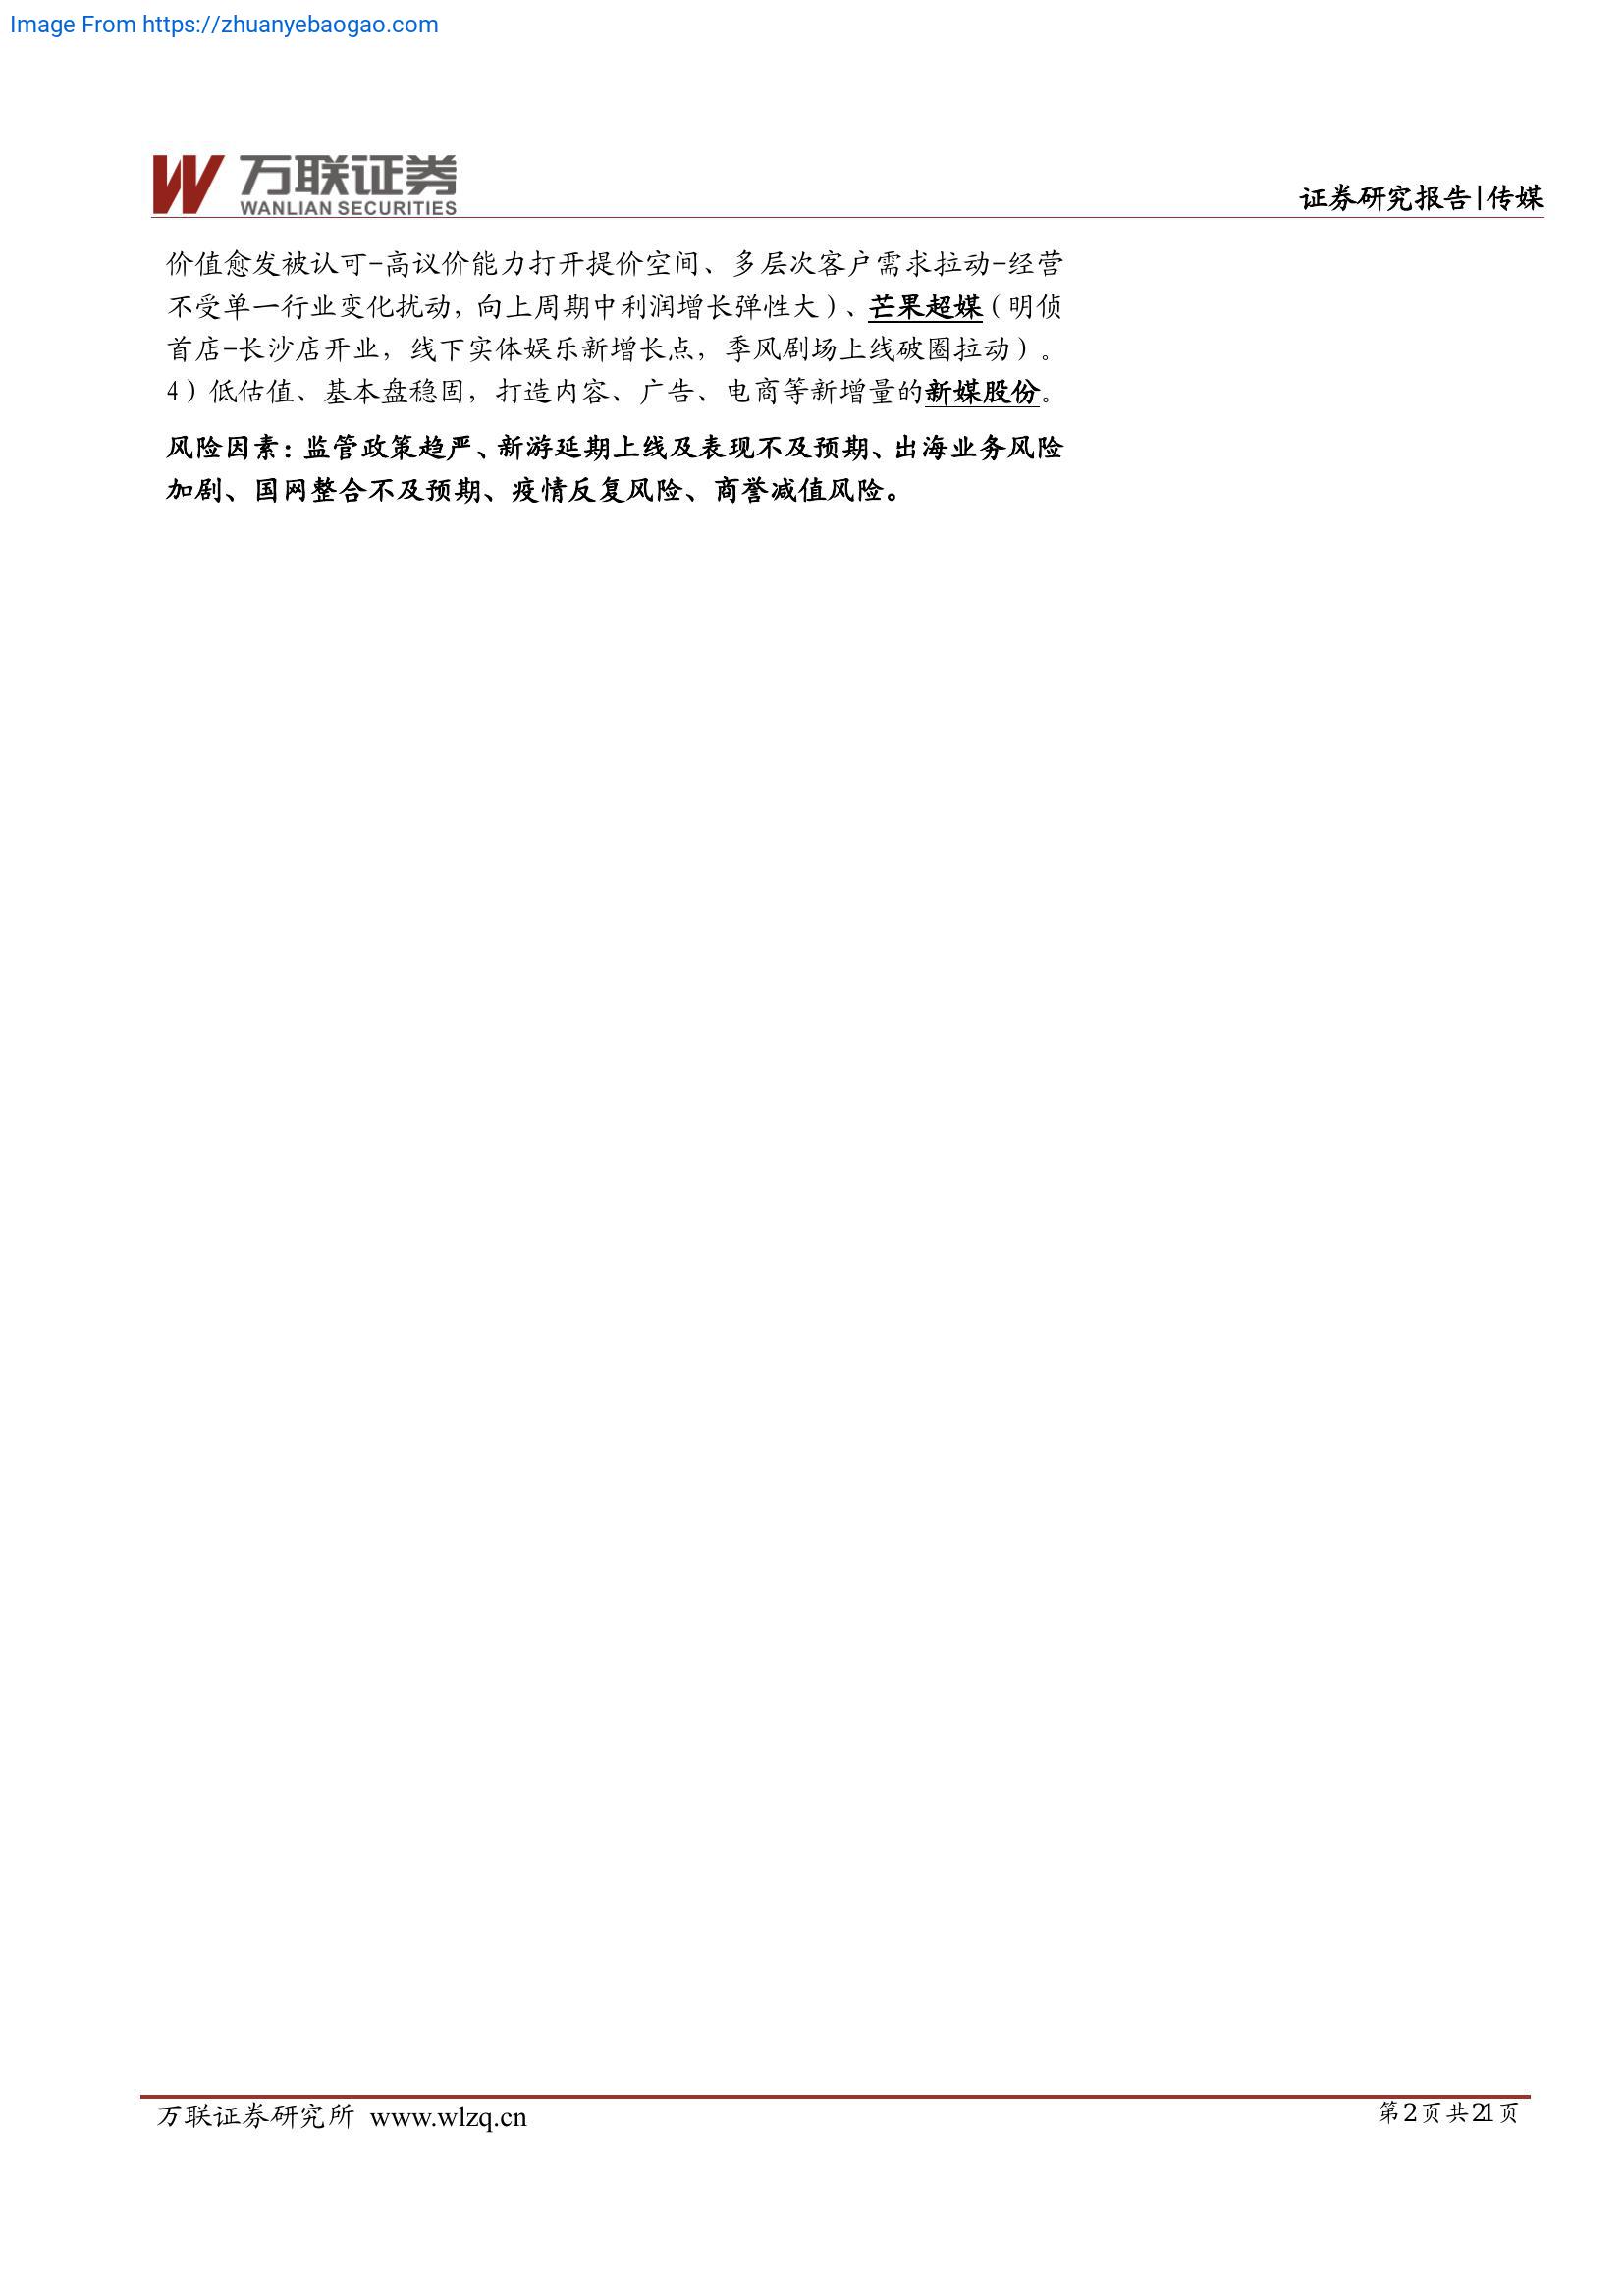 Image From https://zhuanyebaogao.com
万联证券
WANLIAN SECURITIES
证券研究报告|传媒
价值愈发被认可-高议价能力打开提价空间、多层次客户需求拉动-经营
不受单一行业变化扰动，向上周期中利润增长弹性大）、芒果超媒（明侦
首店-长沙店开业，线下实体娱乐新增长点，季风剧场上线破圈拉动）。
4）低估值、基本盘稳固，打造内容、广告、电商等新增量的新媒股份。
风险因素：监管政策趋严、新游延期上线及表现不及预期、出海业务风险
加剧、国网整合不及预期、疫情反复风险、商誉减值风险。
万联证券研究所 www.wlzq.cn
第2页共21页